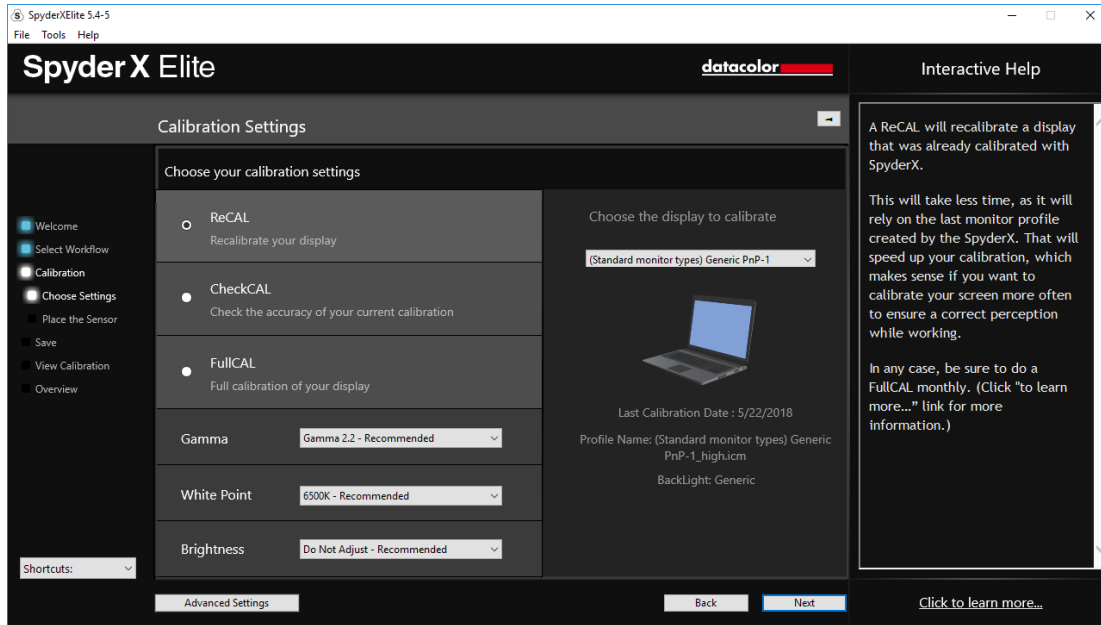 SpyderXElite 5.4-5
File Tools Help
Spyder X Elite
datacolor
Interactive Help
Calibration Settings
Choose your calibration settings
Welcome
Select Workflow
Calibration
Choose Settings
Place the Sensor
Save
View Calibration
Overview
Shortcuts:
ReCAL
Recalibrate your display
CheckCAL
Check the accuracy of your current calibration
FullCAL
Full calibration of your display
Gamma
Gamma 2.2 - Recommended
White Point
6500K - Recommended
Brightness
Do Not Adjust - Recommended
Choose the display to calibrate
(Standard monitor types) Generic PnP-1
Last Calibration Date : 5/22/2018
Profile Name: (Standard monitor types) Generic
PnP-1_high.icm
BackLight: Generic
A ReCAL will recalibrate a display
that was already calibrated with
SpyderX.
This will take less time, as it will
rely on the last monitor profile
created by the SpyderX. That will
speed up your calibration, which
makes sense if you want to
calibrate your screen more often
to ensure a correct perception
while working.
In any case, be sure to do a
FullCAL monthly. (Click "to learn
more…" link for more
information.)
Advanced Settings
Back
Next
Click to learn more...